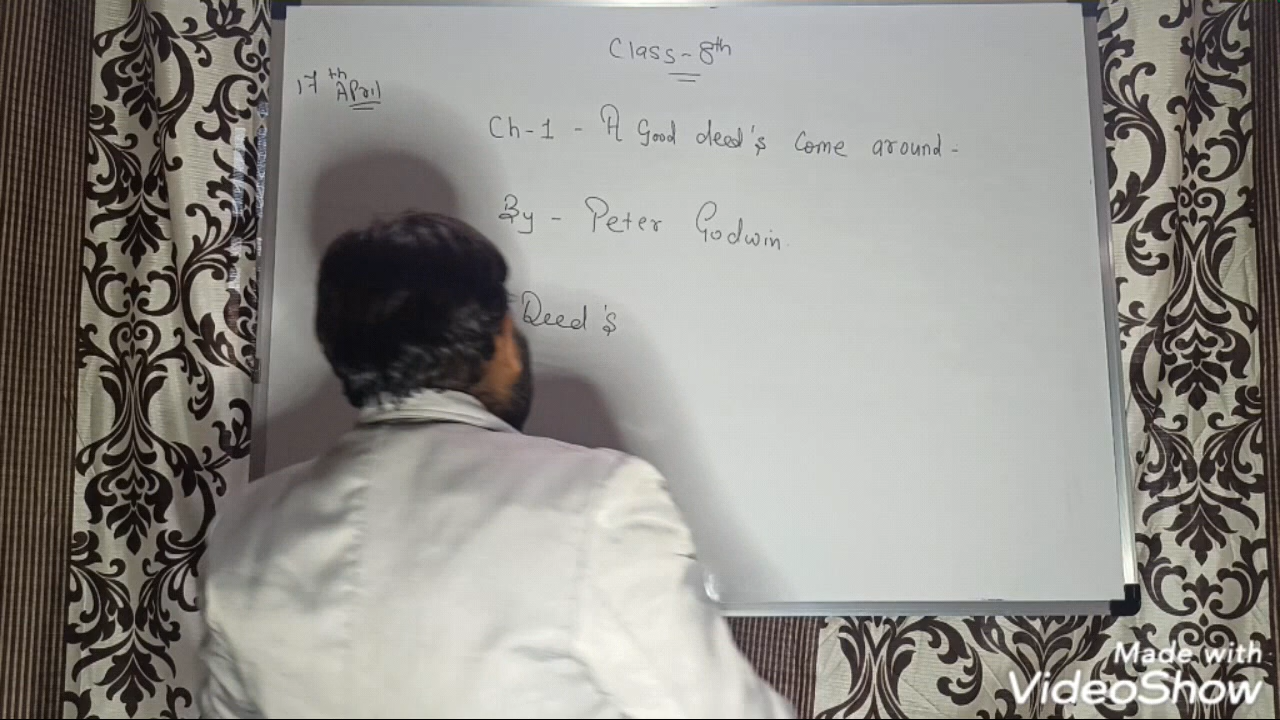 Class - 8th
17th April
Ch-1 - A Good deed's Come around -
By - Peter Godwin.
Deed's
Made with
VideoShow